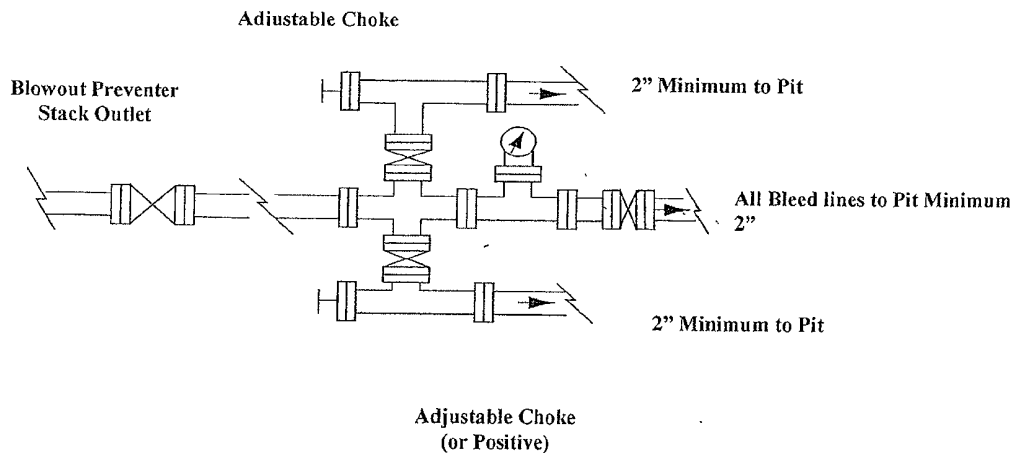 Adjustable Choke
Blowout Preventer
Stack Outlet
2" Minimum to Pit
All Bleed lines to Pit Minimum
2"
2" Minimum to Pit
Adjustable Choke
(or Positive)